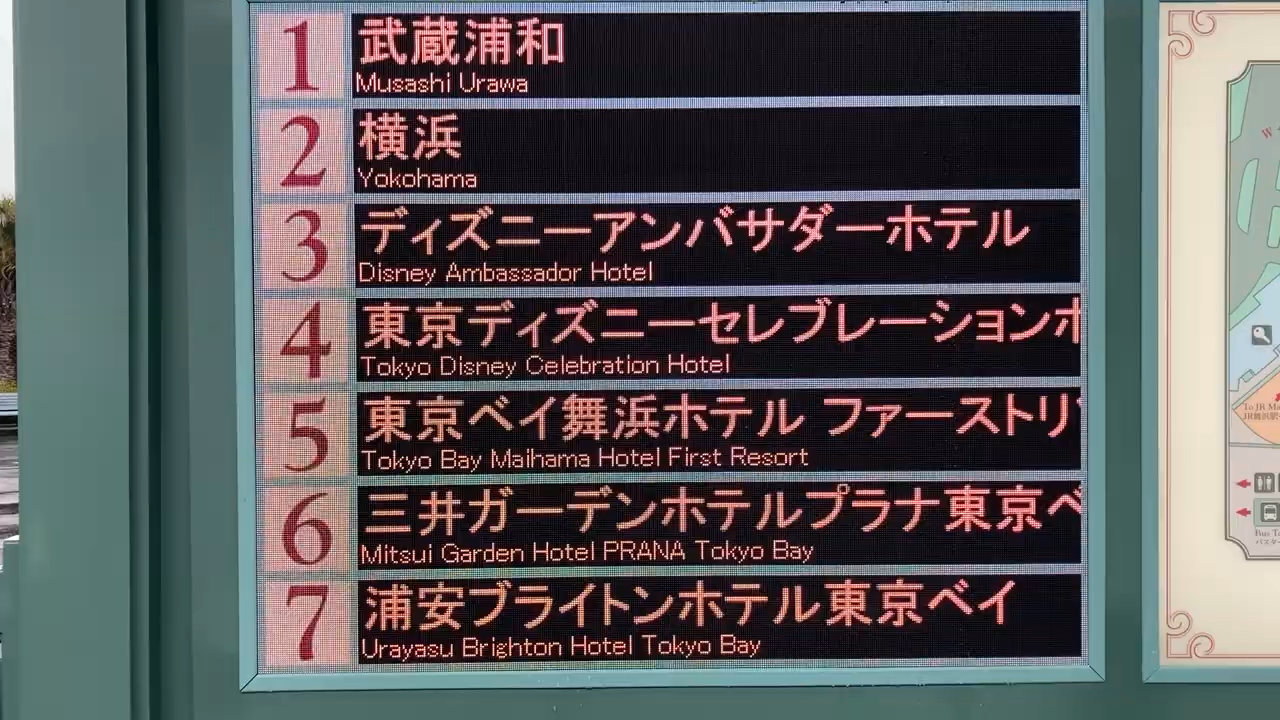 1
武蔵浦和
Musashi Urawa
2
横浜
Yokohama
3
ディズニーアンバサダーホテル
Disney Ambassador Hotel
4
東京ディズニーセレブレーションホ
Tokyo Disney Celebration Hotel
5
東京ベイ舞浜ホテル ファーストリ
Tokyo Bay Maihama Hotel First Resort
6
三井ガーデンホテルプラナ東京ベ
Mitsui Garden Hotel PRANA Tokyo Bay
7
浦安ブライトンホテル東京ベイ
Urayasu Brighton Hotel Tokyo Bay